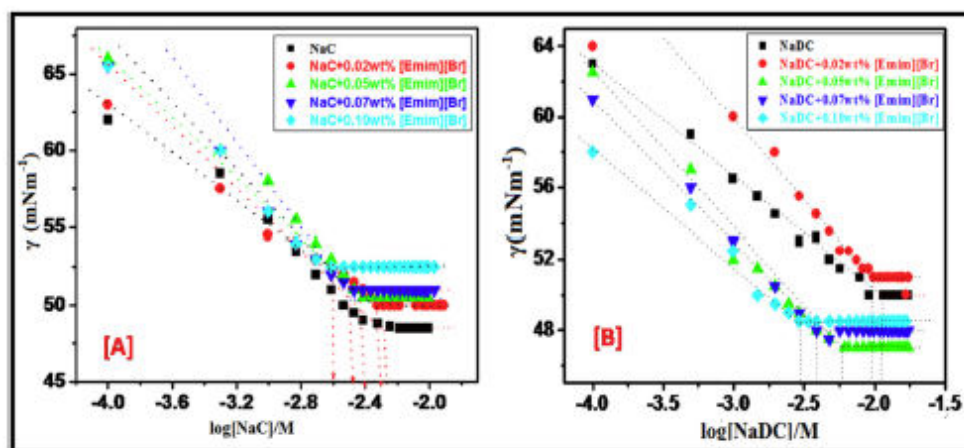 NaC
NaC+0.02wt% [Emim][Br]
NaC+0.05wt% [Emim][Br]
NaC+0.07wt% [Emim][Br]
NaC+0.10wt% [Emim][Br]
65
60
55
50
45
γ (mNm⁻¹)
[A]
-4.0
-3.6
-3.2
-2.8
-2.4
-2.0
log[NaC]/M
NaDC
NaDC+0.02wt% [Emim][Br]
NaDC+0.05wt% [Emim][Br]
NaDC+0.07wt% [Emim][Br]
NaDC+0.10wt% [Emim][Br]
64
60
56
52
48
γ(mNm⁻¹)
[B]
-4.0
-3.5
-3.0
-2.5
-2.0
-1.5
log[NaDC]/M